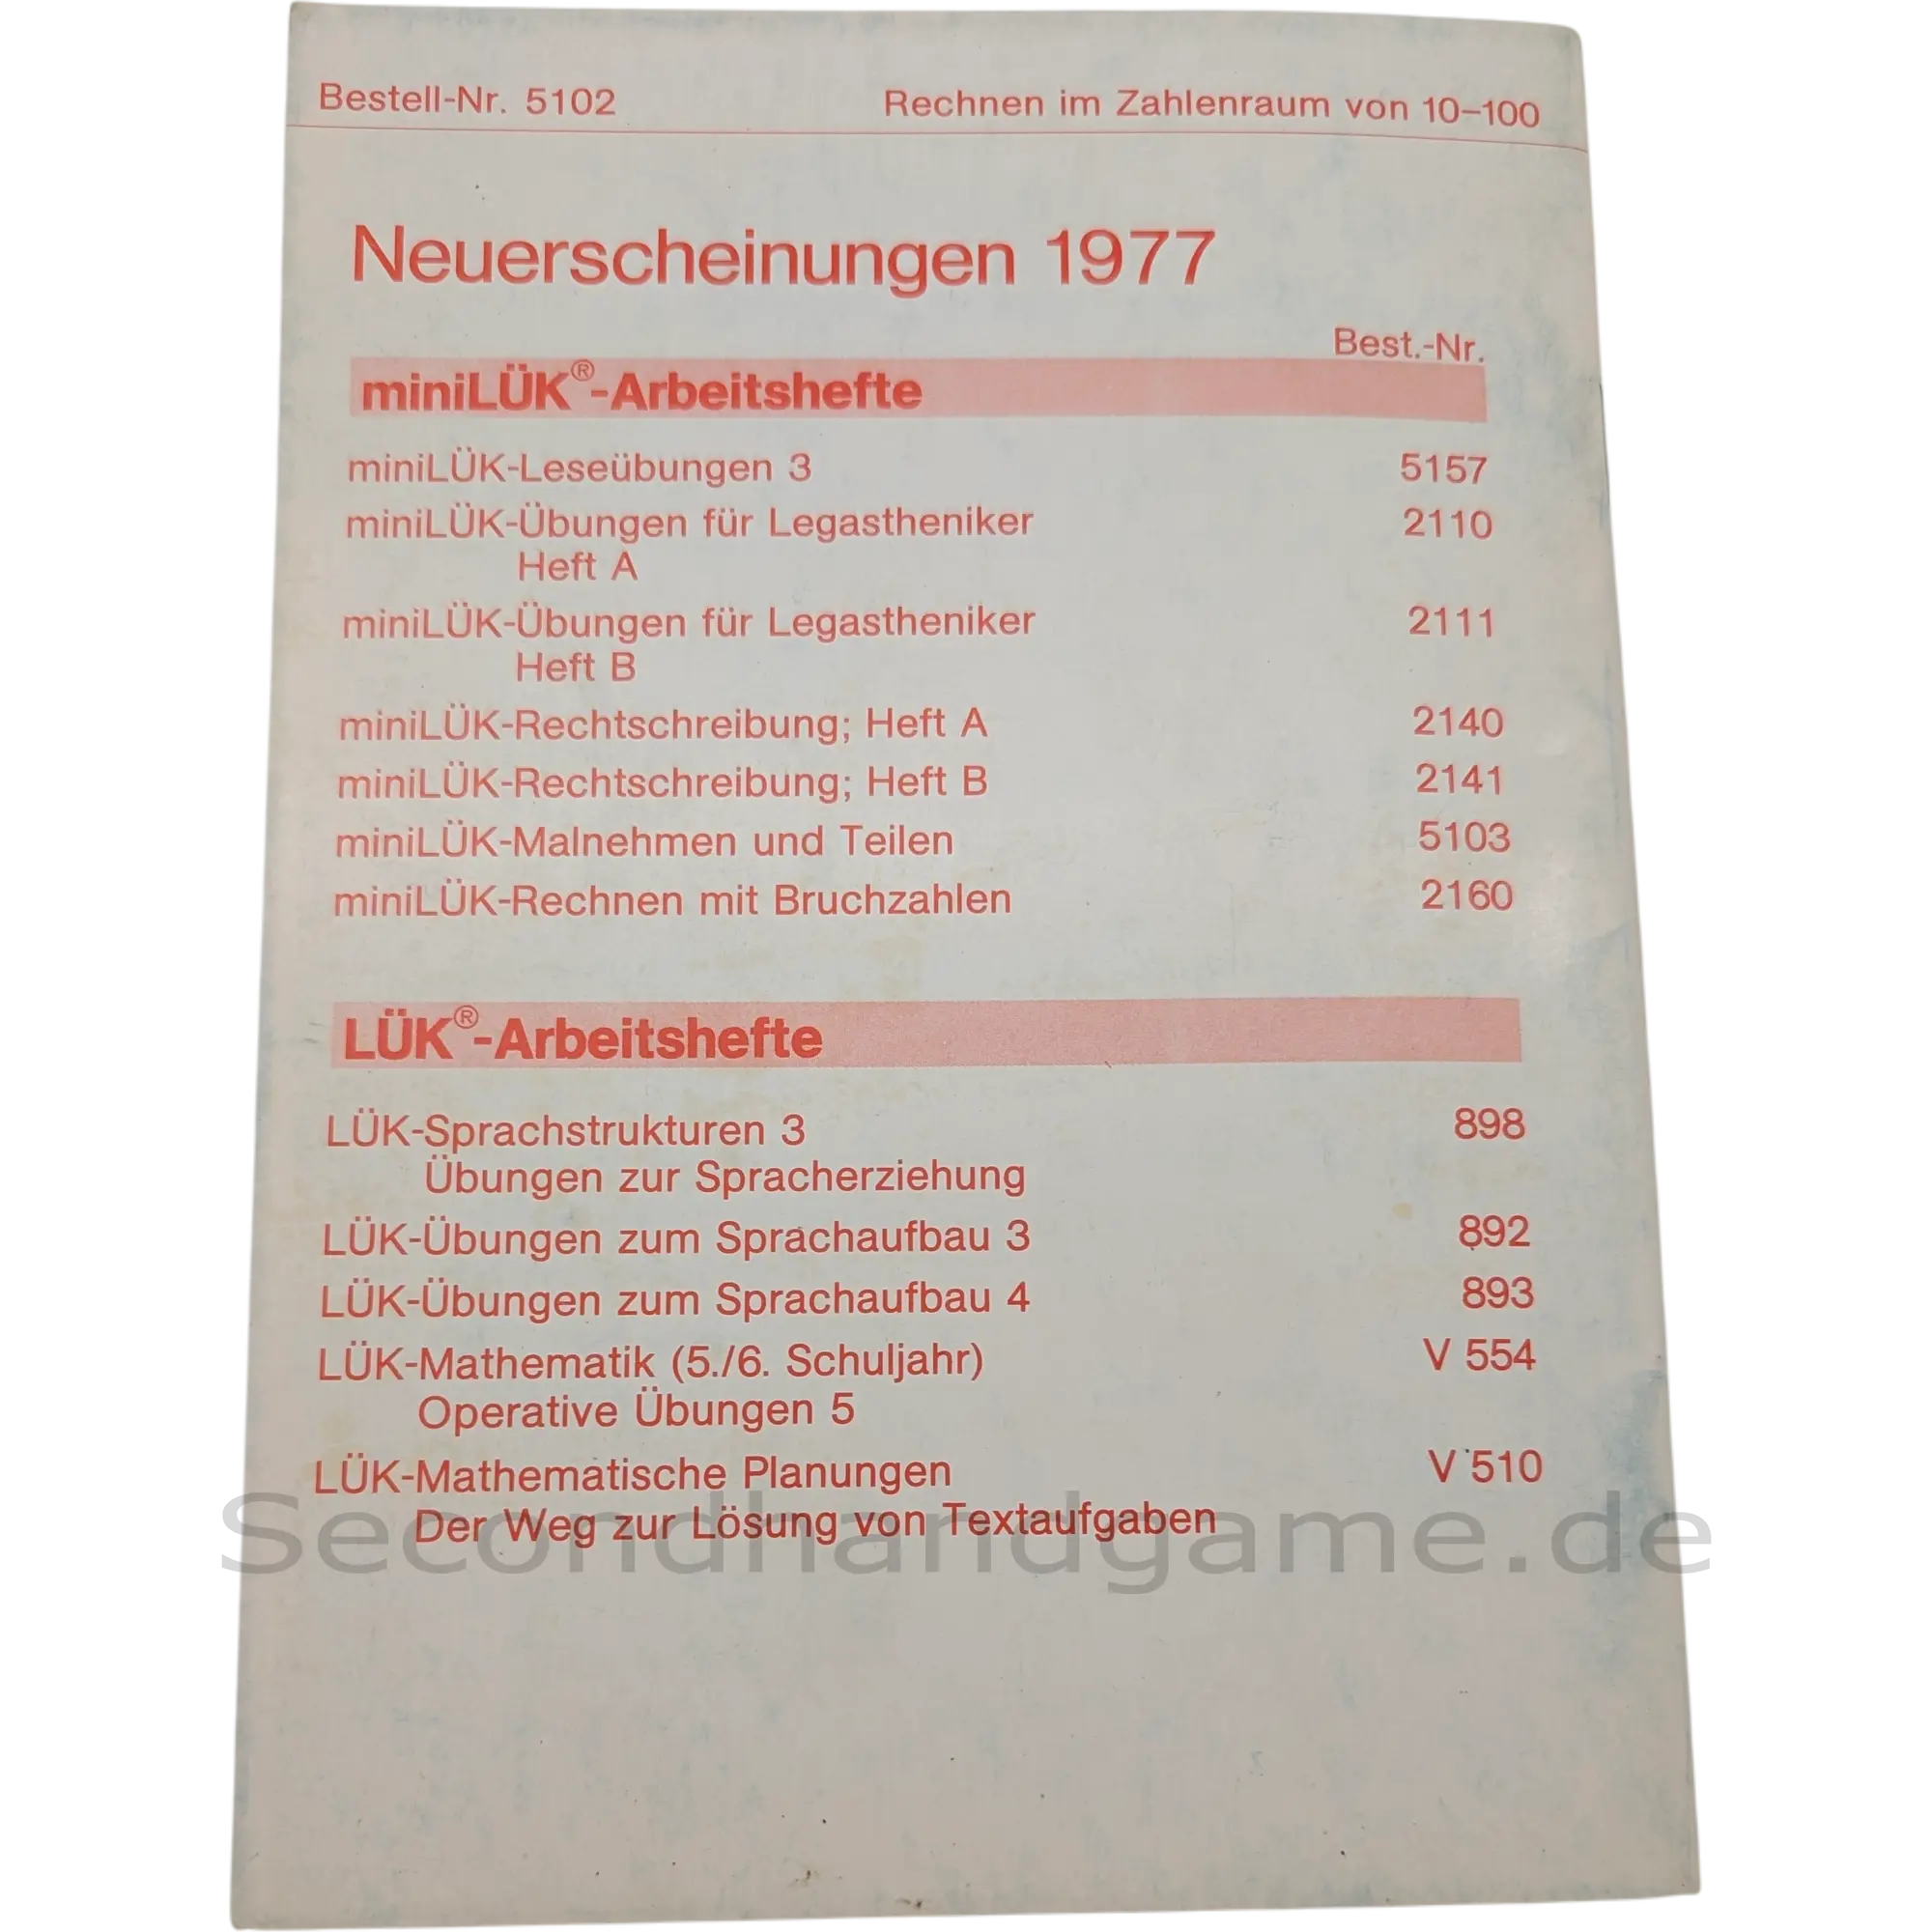 Bestell-Nr. 5102 Rechnen im Zahlenraum von 10–100
Neuerscheinungen 1977
Best.-Nr.
miniLÜK®-Arbeitshefte
miniLÜK-Leseübungen 3 5157
miniLÜK-Übungen für Legastheniker 2110
Heft A
miniLÜK-Übungen für Legastheniker 2111
Heft B
miniLÜK-Rechtschreibung; Heft A 2140
miniLÜK-Rechtschreibung; Heft B 2141
miniLÜK-Malnehmen und Teilen 5103
miniLÜK-Rechnen mit Bruchzahlen 2160
LÜK®-Arbeitshefte
LÜK-Sprachstrukturen 3 898
Übungen zur Spracherziehung
LÜK-Übungen zum Sprachaufbau 3 892
LÜK-Übungen zum Sprachaufbau 4 893
LÜK-Mathematik (5./6. Schuljahr) V 554
Operative Übungen 5
LÜK-Mathematische Planungen V 510
Der Weg zur Lösung von Textaufgaben
Secondhandgame.de